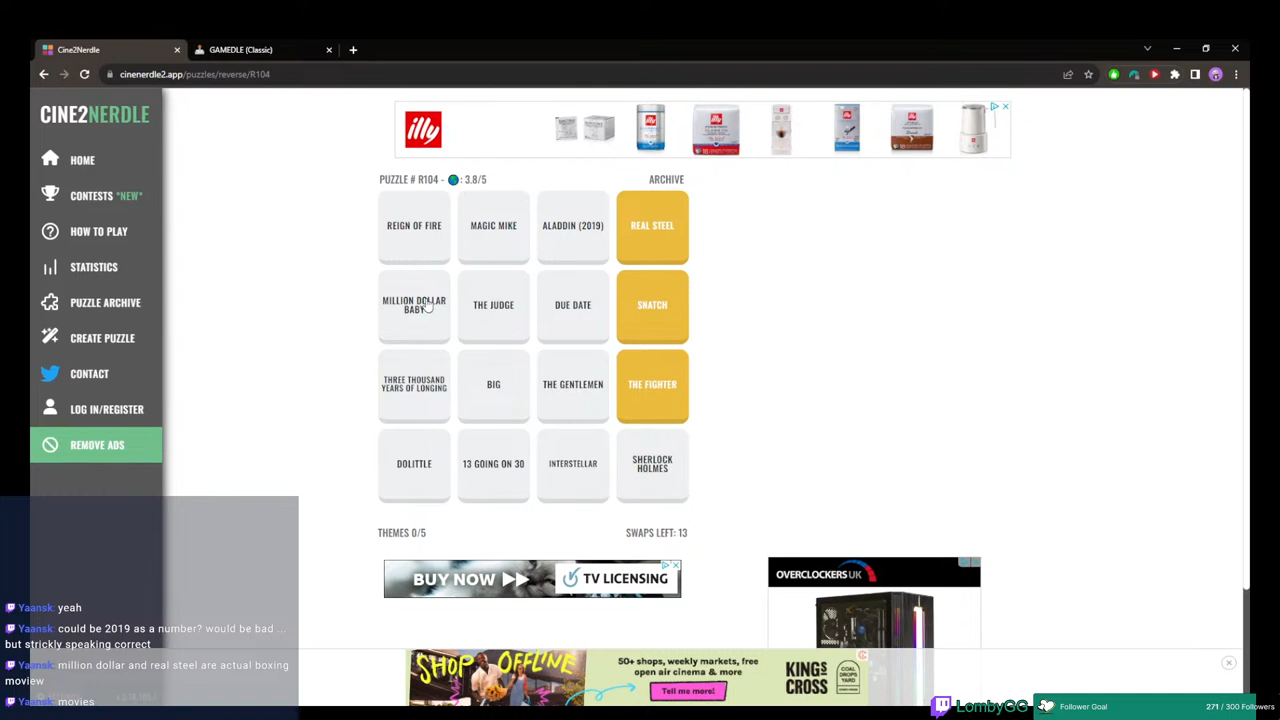 Cine2Nerdle
GAMEDLE (Classic)
cinenerdle2.app/puzzles/reverse/R104
CINE2NERDLE
HOME
CONTESTS *NEW*
HOW TO PLAY
STATISTICS
PUZZLE ARCHIVE
CREATE PUZZLE
CONTACT
LOG IN/REGISTER
REMOVE ADS
illy
PUZZLE # R104 - : 3.8/5
ARCHIVE
REIGN OF FIRE
MAGIC MIKE
ALADDIN (2019)
REAL STEEL
MILLION DOLLAR
BABY
THE JUDGE
DUE DATE
SNATCH
THREE THOUSAND
YEARS OF LONGING
BIG
THE GENTLEMEN
THE FIGHTER
DOLITTLE
13 GOING ON 30
INTERSTELLAR
SHERLOCK
HOLMES
THEMES 0/5
SWAPS LEFT: 13
BUY NOW
TV LICENSING
OVERCLOCKERS UK
Yaansk: yeah
Yaansk: could be 2019 as a number? would be bad ...
but strictly speaking correct
Yaansk: million dollar and real steel are actual boxing
moview
Yaansk: movies
SHOP OFFLINE
50+ shops, weekly markets, free
open air cinema & more
Tell me more!
KINGS
CROSS
COAL
DROPS
YARD
LombyGG
Follower Goal
271 / 300 Followers